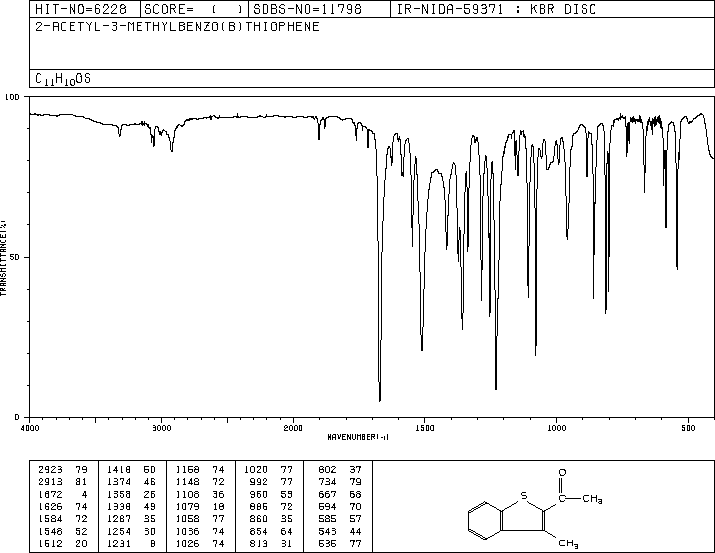 HIT-NO=6228 SCORE= ( ) SDBS-NO=11798 IR-NIDA-59371 : KBR DISC
2-ACETYL-3-METHYLBENZO(B)THIOPHENE
C11H10OS
100
50
0
TRANSMITTANCE(%)
4000 3000 2000 1500 1000 500
WAVENUMBER(-1)
2923 79 1418 50 1168 74 1020 77 802 37
2913 81 1374 46 1148 72 992 77 734 79
1672 4 1358 26 1108 36 960 667 68
1626 74 1338 49 1079 18 886 72 70
1584 72 1287 35 1058 77 860 35 585 57
1548 52 1254 30 1036 74 854 64 543 44
1512 20 1231 8 1026 74 813 31 77
O
S
C
CH3
CH3